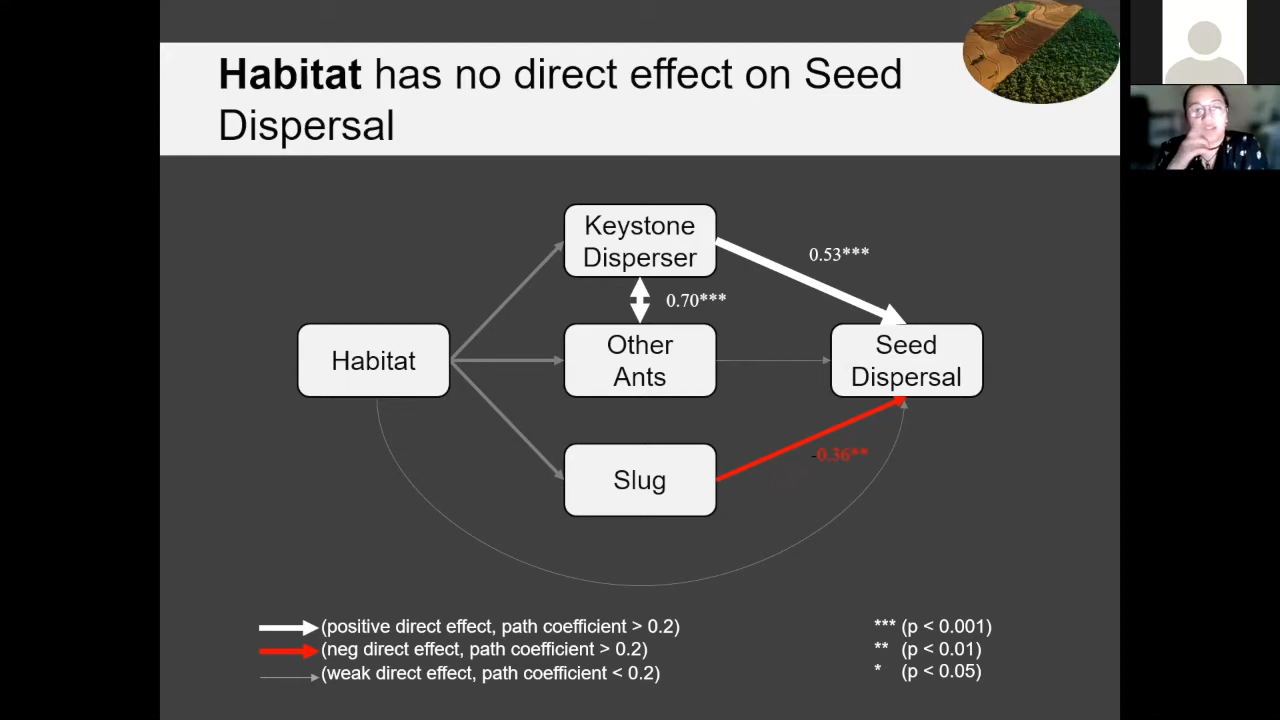 Habitat has no direct effect on Seed
Dispersal
Keystone
Disperser
0.53***
0.70***
Habitat
Other
Ants
Seed
Dispersal
-0.36**
Slug
(positive direct effect, path coefficient > 0.2)
(neg direct effect, path coefficient > 0.2)
(weak direct effect, path coefficient < 0.2)
*** (p < 0.001)
** (p < 0.01)
* (p < 0.05)